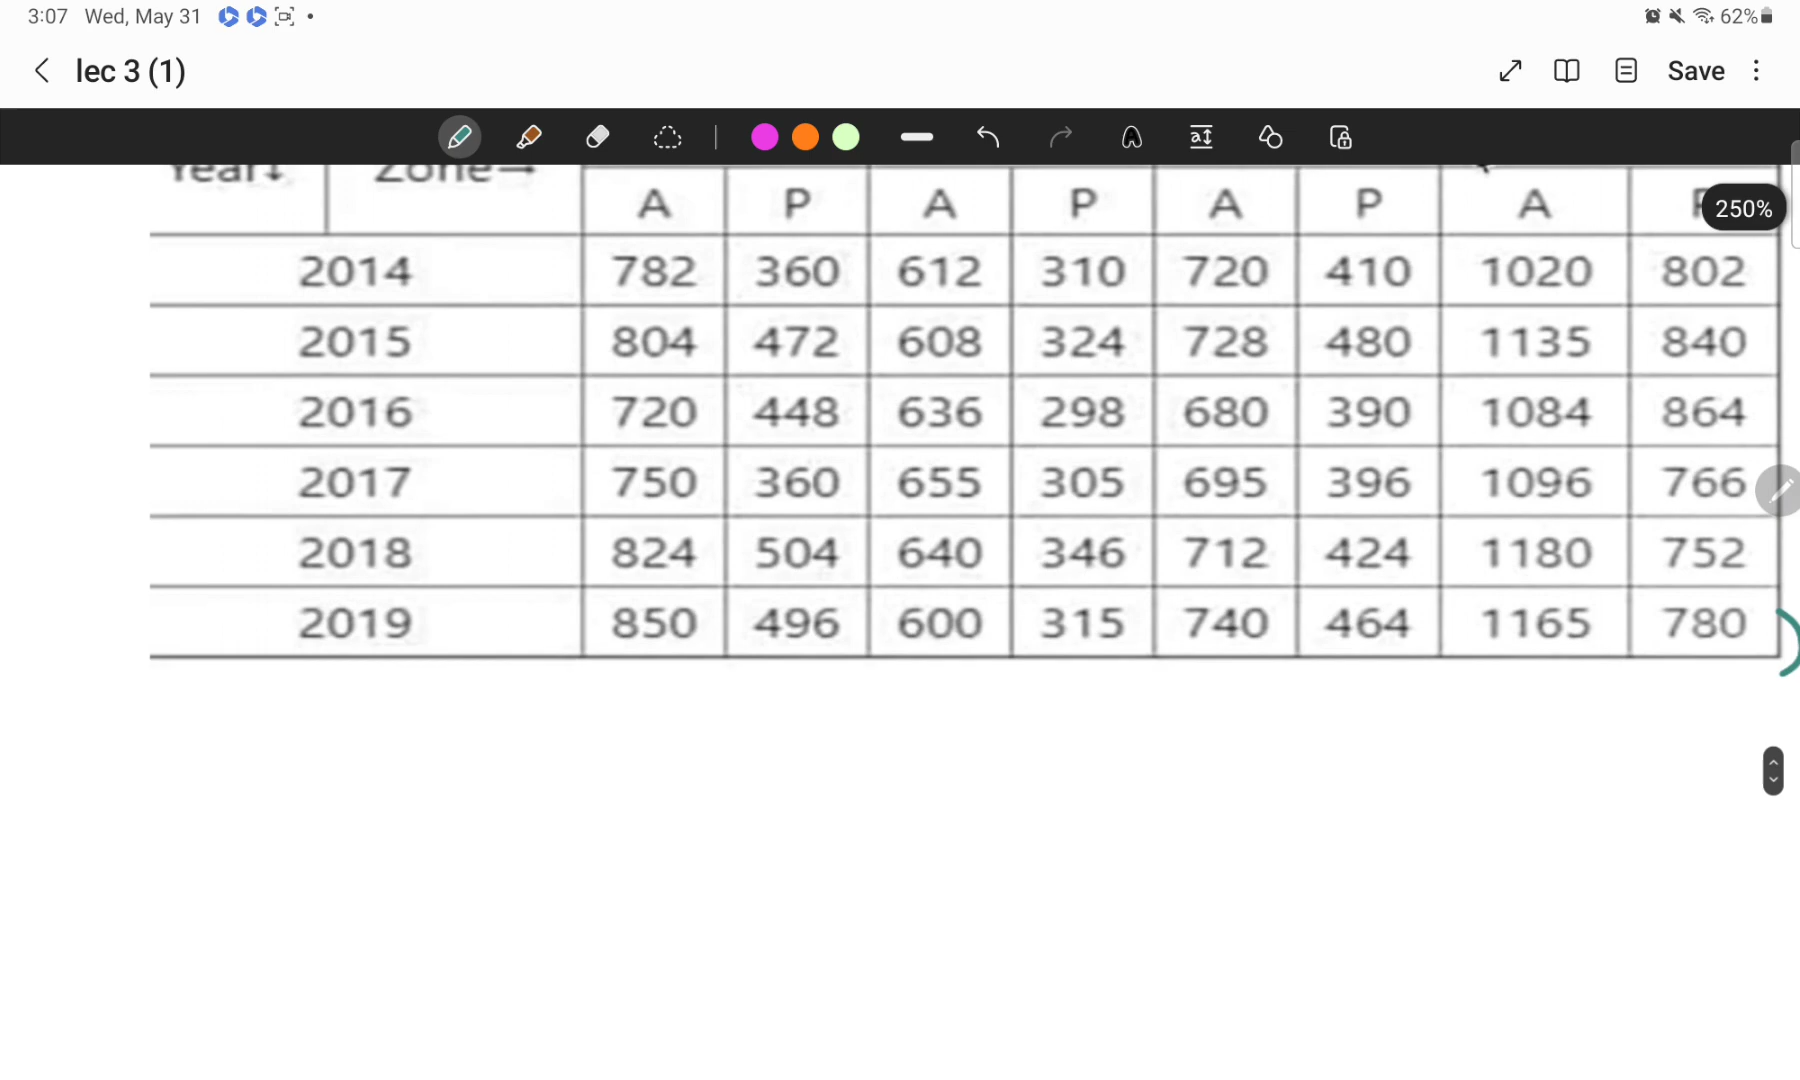 3:07 Wed, May 31 62%
lec 3 (1) Save
Year↓ Zone→
A P A P A P A
250%
2014 782 360 612 310 720 410 1020 802
2015 804 472 608 324 728 480 1135 840
2016 720 448 636 298 680 390 1084 864
2017 750 360 655 305 695 396 1096 766
2018 824 504 640 346 712 424 1180 752
2019 850 496 600 315 740 464 1165 780